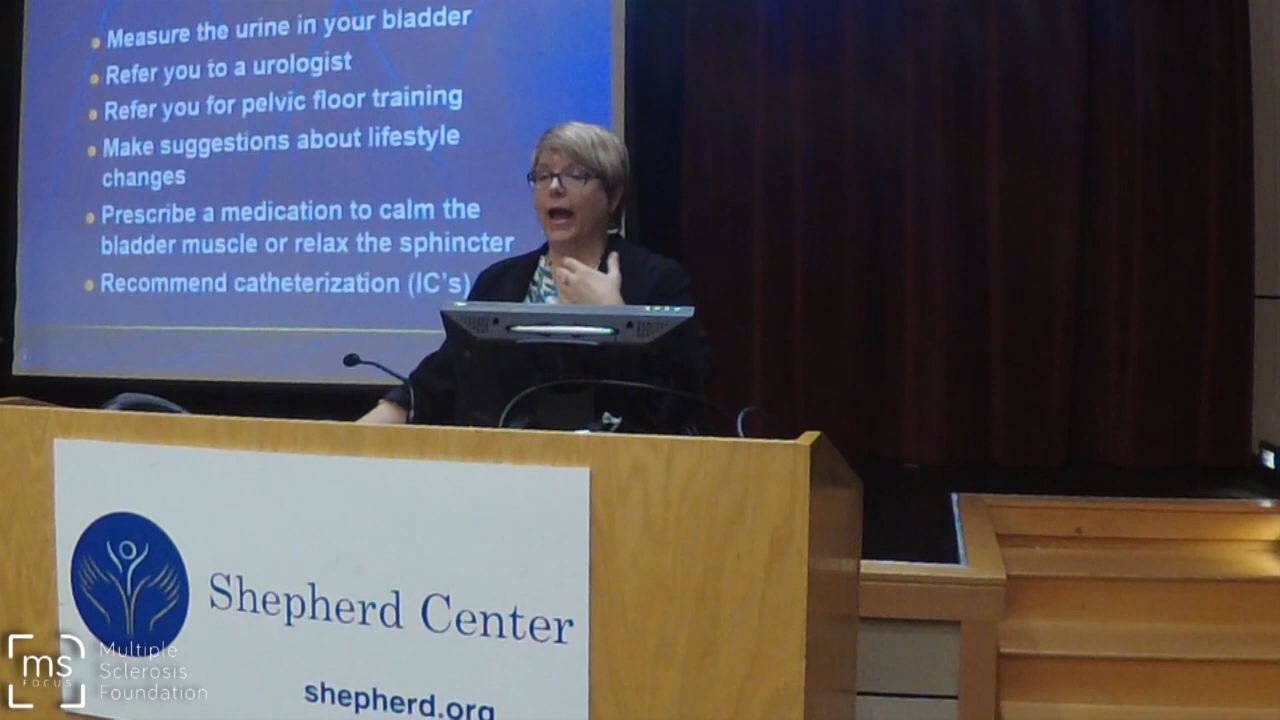 Measure the urine in your bladder
Refer you to a urologist
Refer you for pelvic floor training
Make suggestions about lifestyle
changes
Prescribe a medication to calm the
bladder muscle or relax the sphincter
Recommend catheterization (IC's)
Shepherd Center
shepherd.org
ms
FOCUS
Multiple
Sclerosis
Foundation